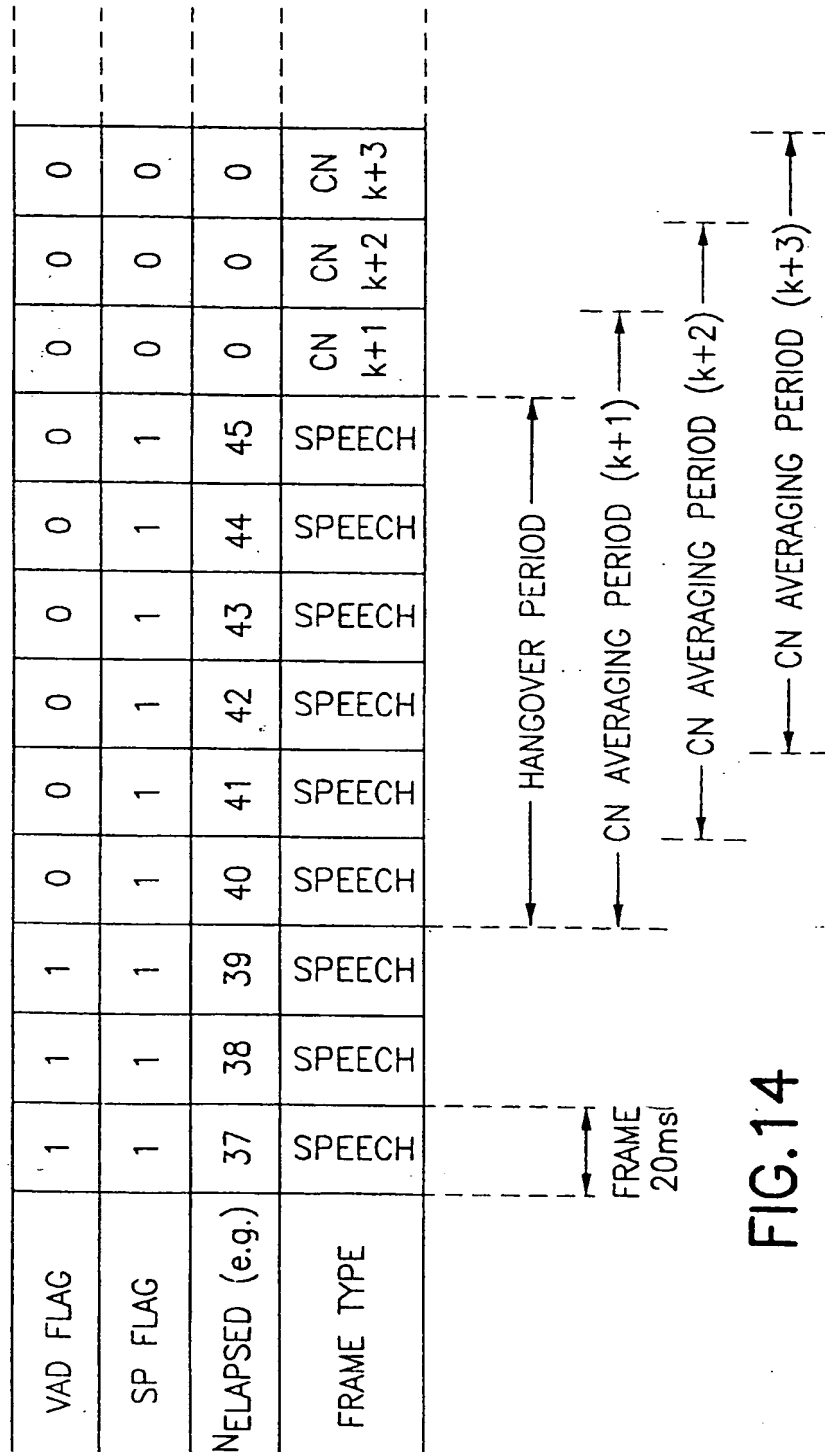 VAD FLAG 1 1 1 0 0 0 0 0 0 0 0 0
SP FLAG 1 1 1 1 1 1 1 1 1 0 0 0
NELAPSED (e.g.) 37 38 39 40 41 42 43 44 45 0 0 0
FRAME TYPE SPEECH SPEECH SPEECH SPEECH SPEECH SPEECH SPEECH SPEECH SPEECH CN k+1 CN k+2 CN k+3
HANGOVER PERIOD
FRAME
20ms
CN AVERAGING PERIOD (k+1)
CN AVERAGING PERIOD (k+2)
CN AVERAGING PERIOD (k+3)
FIG.14